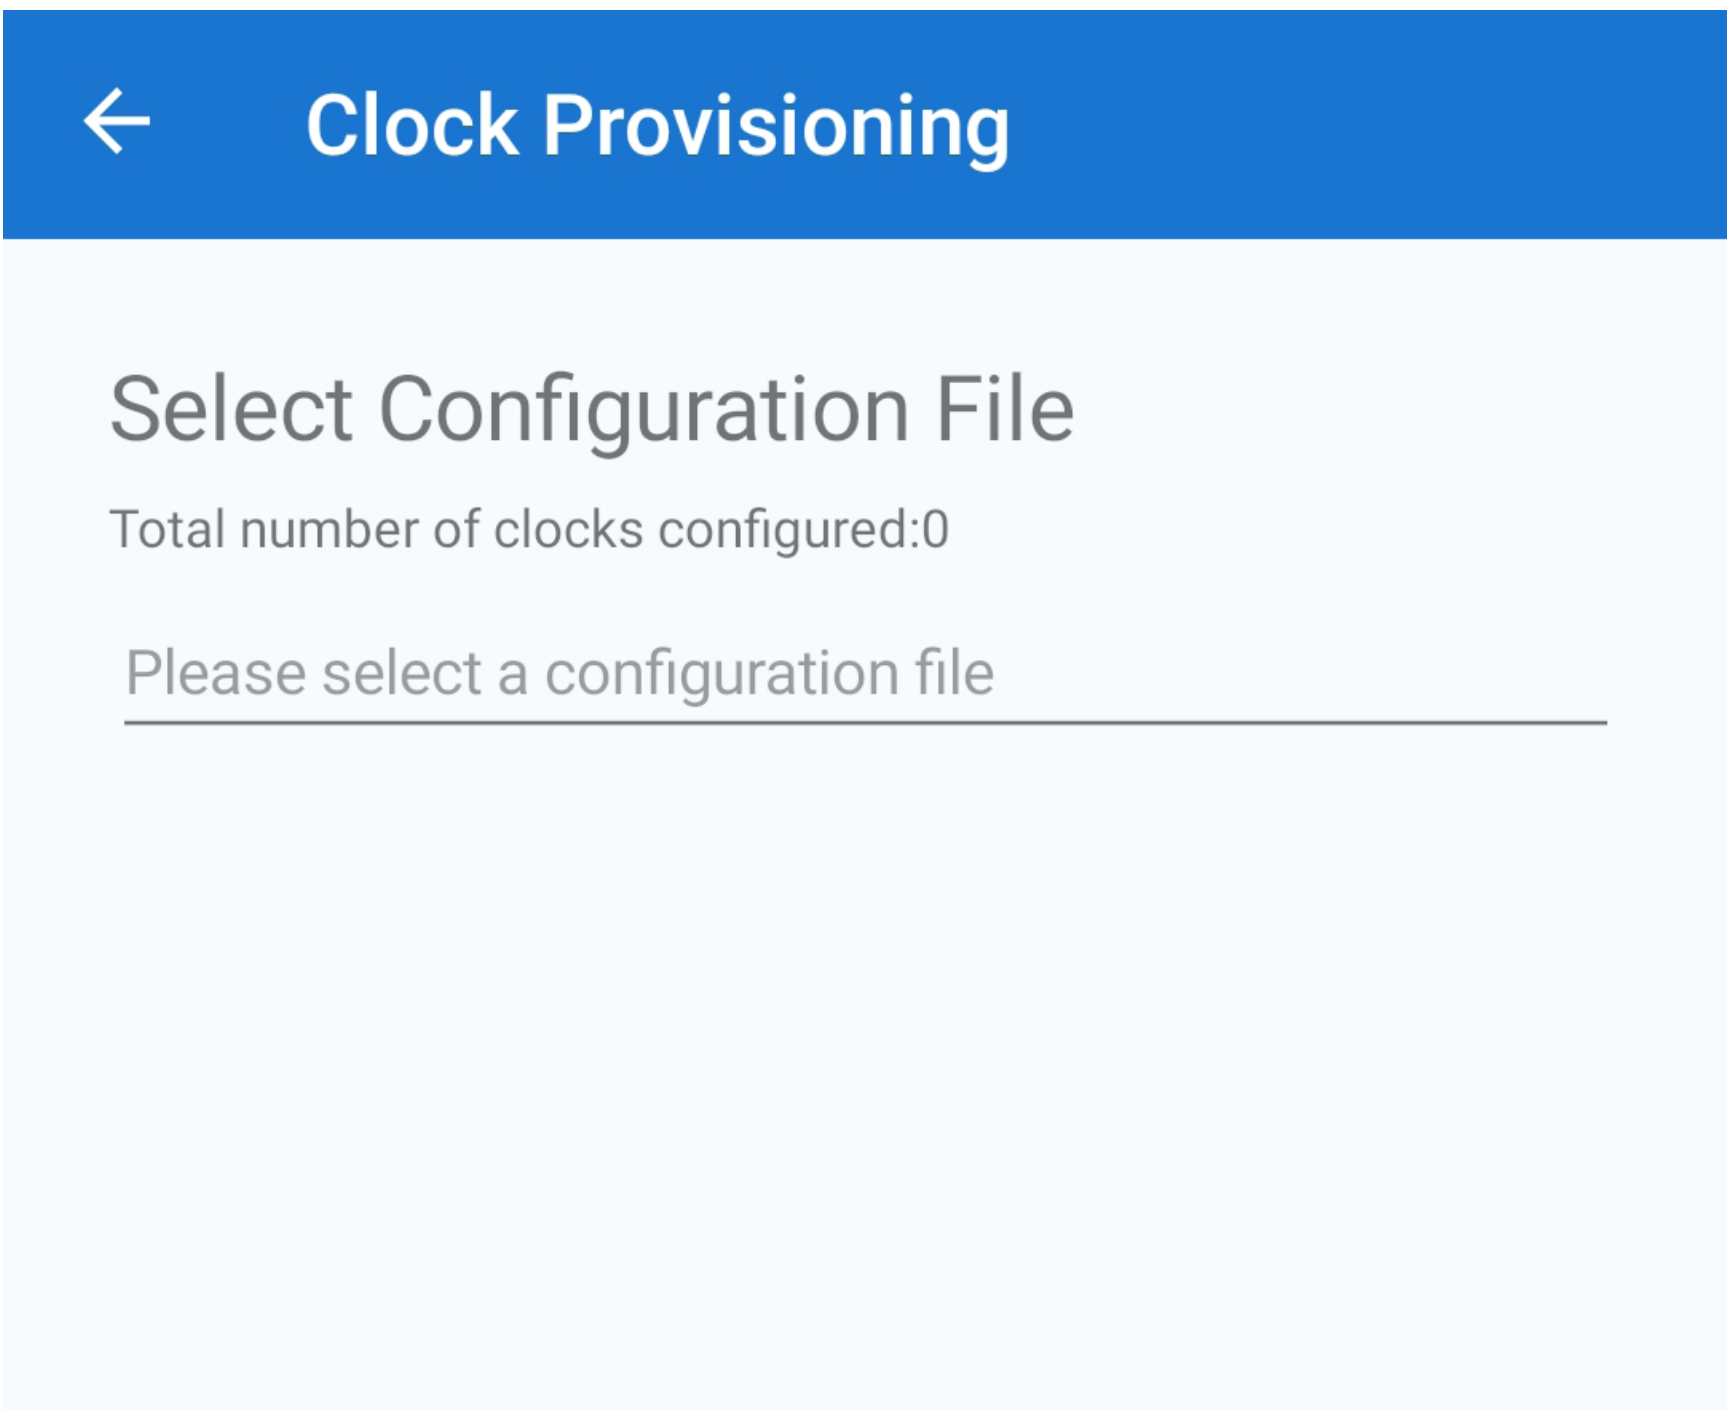 Clock Provisioning
Select Configuration File
Total number of clocks configured:0
Please select a configuration file